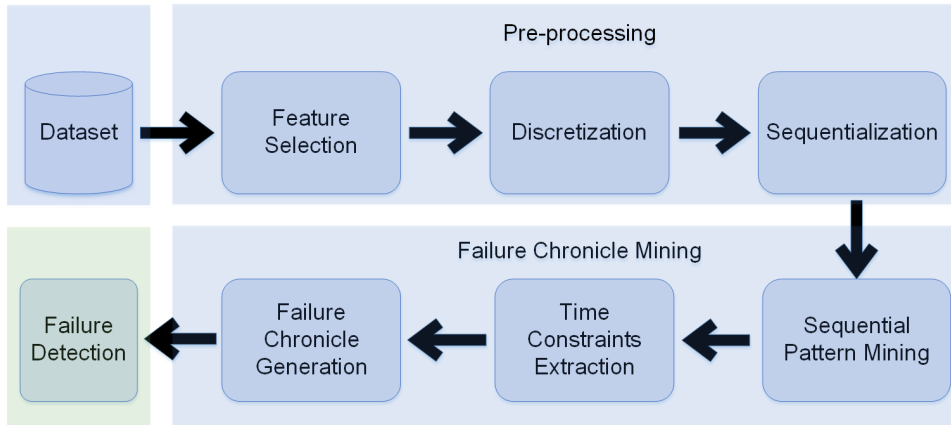 Pre-processing
Dataset
Feature
Selection
Discretization
Sequentialization
Failure Chronicle Mining
Sequential
Pattern Mining
Time
Constraints
Extraction
Failure
Chronicle
Generation
Failure
Detection